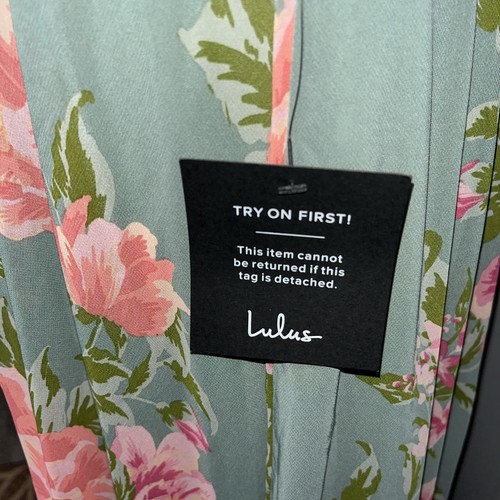 TRY ON FIRST!
This item cannot
be returned if this
tag is detached.
Lulus